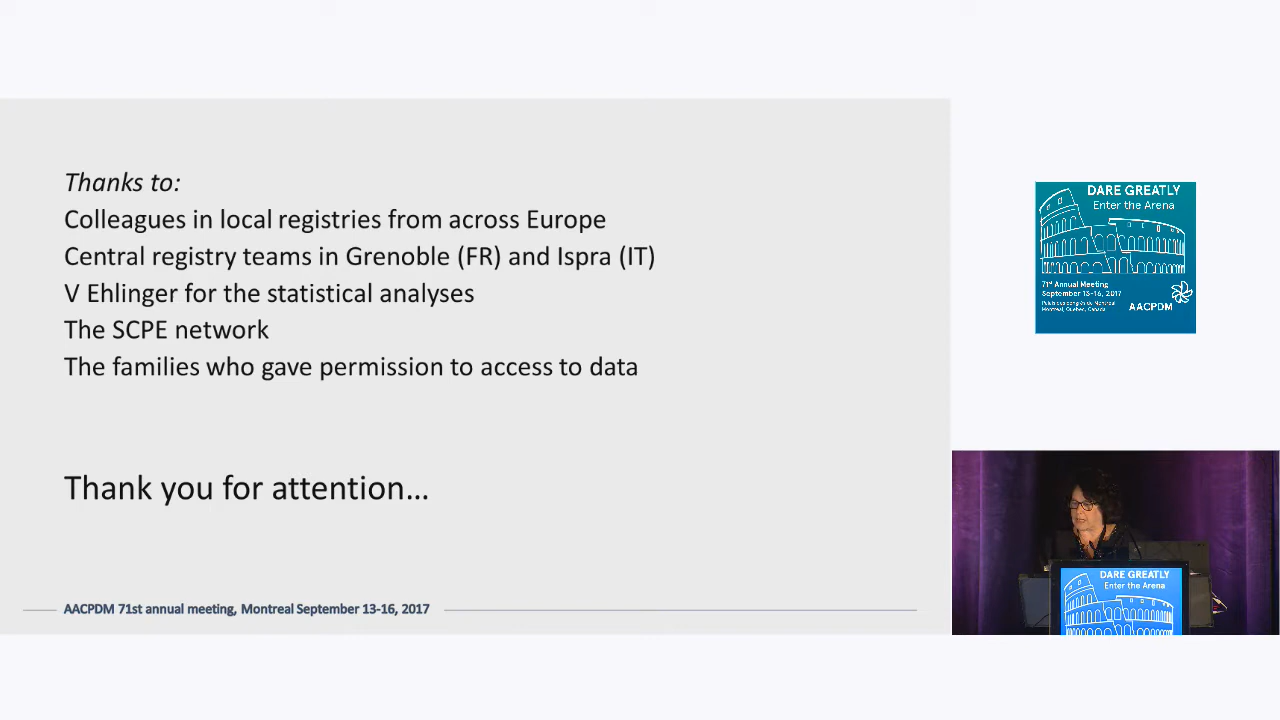 Thanks to:
Colleagues in local registries from across Europe
Central registry teams in Grenoble (FR) and Ispra (IT)
V Ehlinger for the statistical analyses
The SCPE network
The families who gave permission to access to data
Thank you for attention...
AACPDM 71st annual meeting, Montreal September 13-16, 2017
DARE GREATLY
Enter the Arena
71st Annual Meeting
September 13-16, 2017
Palais des congrès de Montréal
Montreal, Quebec, Canada
AACPDM
DARE GREATLY
Enter the Arena